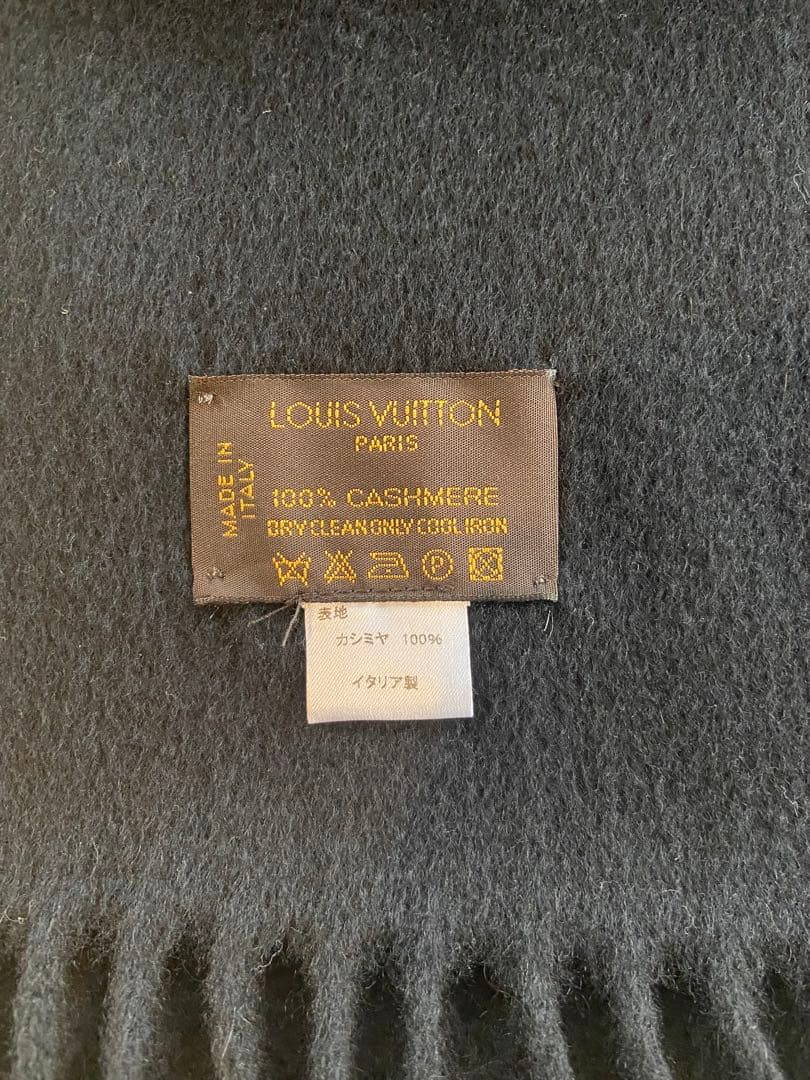 LOUIS VUITTON
PARIS
MADE IN
ITALY
100% CASHMERE
DRY CLEAN ONLY COOL IRON
P
表地
カシミヤ 100%
イタリア製